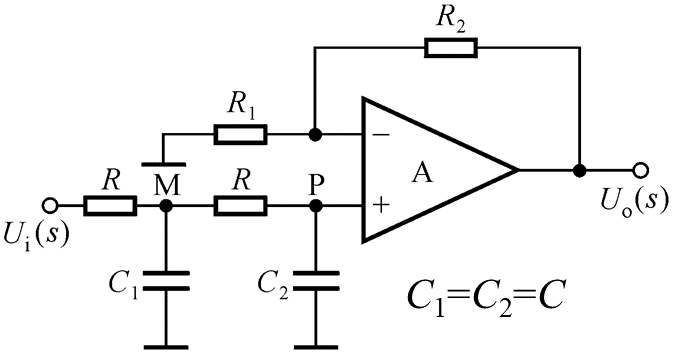 R₂
R₁
−
R M R P A
+
Uᵢ(s) Uₒ(s)
C₁ C₂ C₁=C₂=C